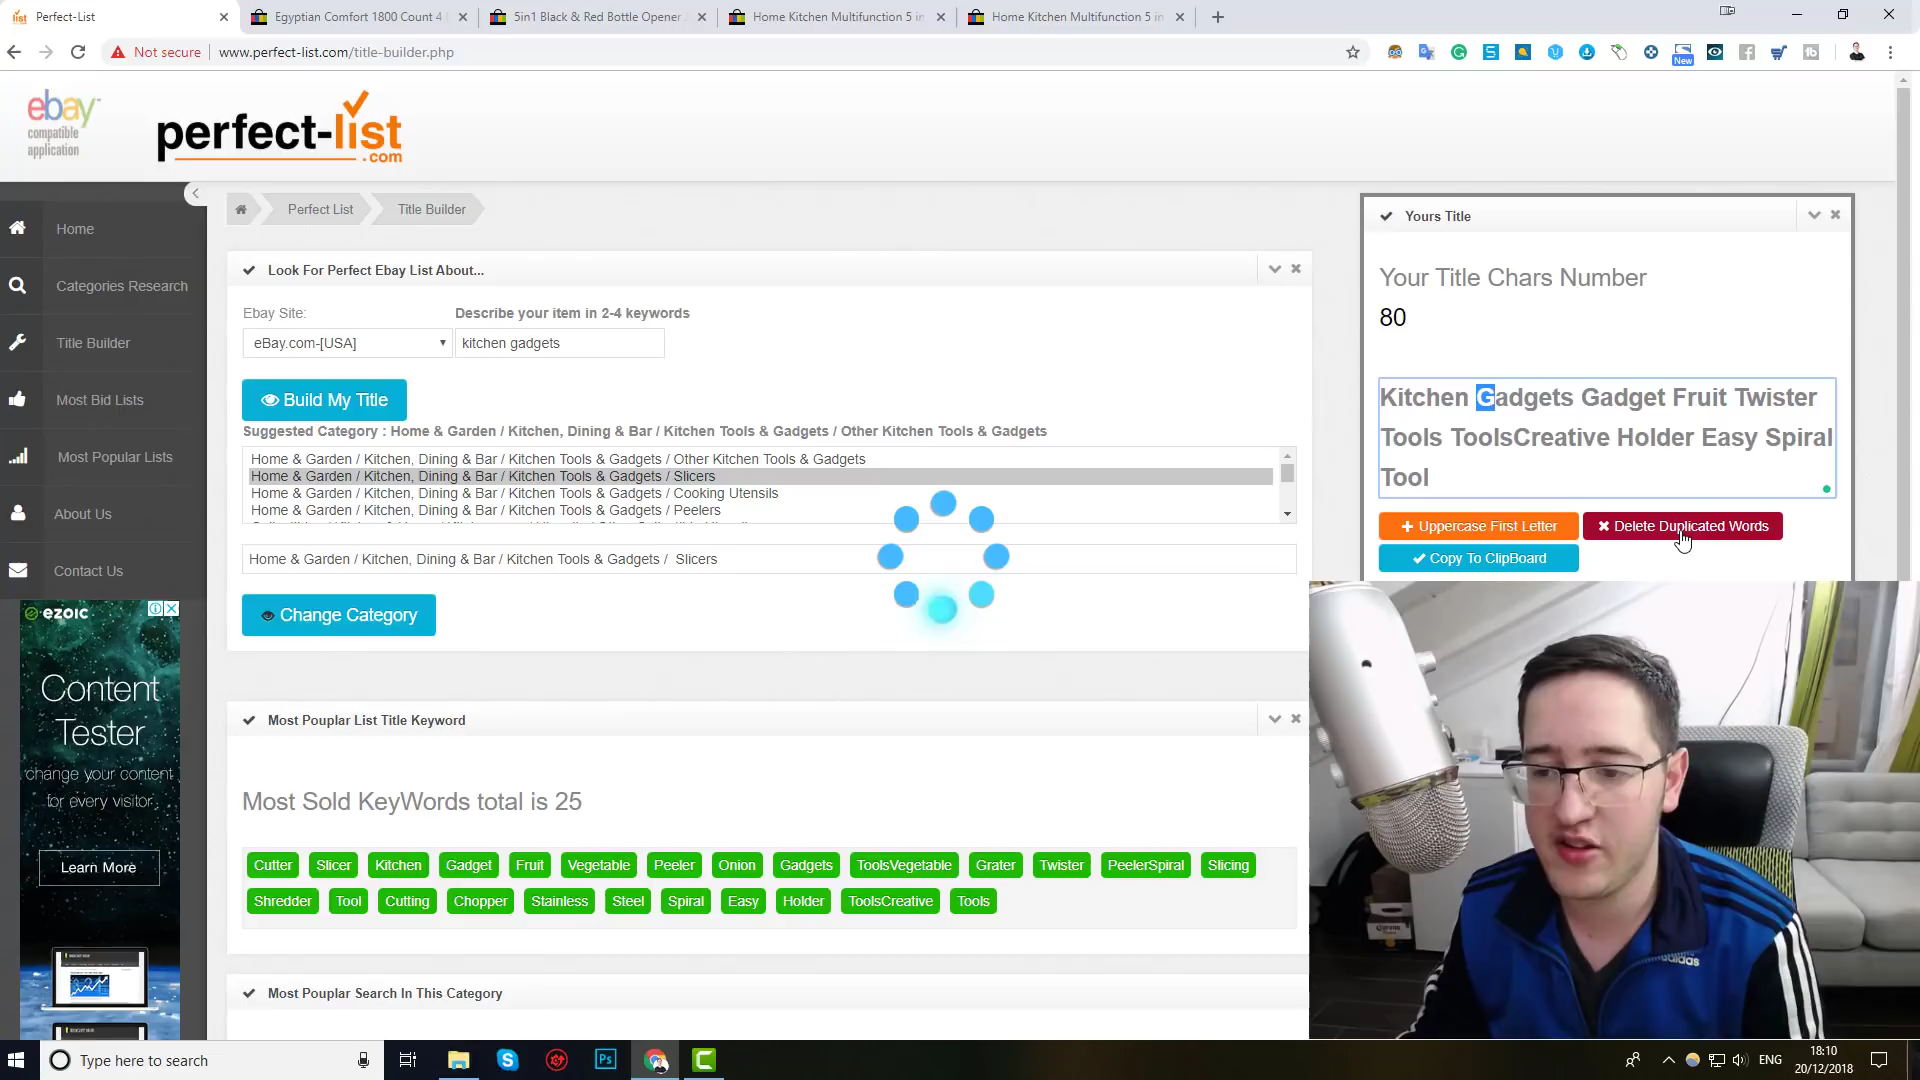 Perfect-List
Egyptian Comfort 1800 Count 4
5in1 Black & Red Bottle Opener
Home Kitchen Multifunction 5 in
Home Kitchen Multifunction 5 in
Not secure
www.perfect-list.com/title-builder.php
New
ebay
compatible
application
perfect-list
.com
Home
Categories Research
Title Builder
Most Bid Lists
Most Popular Lists
About Us
Contact Us
Perfect List
Title Builder
Look For Perfect Ebay List About...
Ebay Site:
Describe your item in 2-4 keywords
eBay.com-[USA]
kitchen gadgets
Build My Title
Suggested Category : Home & Garden / Kitchen, Dining & Bar / Kitchen Tools & Gadgets / Other Kitchen Tools & Gadgets
Home & Garden / Kitchen, Dining & Bar / Kitchen Tools & Gadgets / Other Kitchen Tools & Gadgets
Home & Garden / Kitchen, Dining & Bar / Kitchen Tools & Gadgets / Slicers
Home & Garden / Kitchen, Dining & Bar / Kitchen Tools & Gadgets / Cooking Utensils
Home & Garden / Kitchen, Dining & Bar / Kitchen Tools & Gadgets / Peelers
Home & Garden / Kitchen, Dining & Bar / Kitchen Tools & Gadgets / Slicers
Change Category
Most Pouplar List Title Keyword
Most Sold KeyWords total is 25
Cutter Slicer Kitchen Gadget Fruit Vegetable Peeler Onion Gadgets ToolsVegetable Grater Twister PeelerSpiral Slicing
Shredder Tool Cutting Chopper Stainless Steel Spiral Easy Holder ToolsCreative Tools
Most Pouplar Search In This Category
Yours Title
Your Title Chars Number
80
Kitchen Gadgets Gadget Fruit Twister
Tools ToolsCreative Holder Easy Spiral
Tool
Uppercase First Letter
Delete Duplicated Words
Copy To ClipBoard
ezoic
Content
Tester
change your content
for every visitor
Learn More
adidas
Type here to search
ENG
18:10
20/12/2018